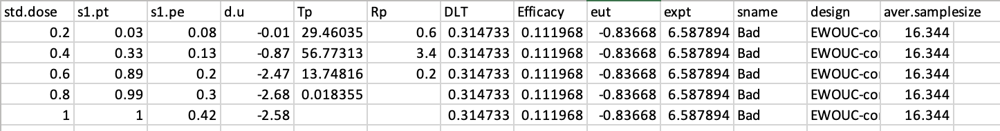 std.dose s1.pt s1.pe d.u Tp Rp DLT Efficacy eut expt sname design aver.samplesize
0.2 0.03 0.08 -0.01 29.46035 0.6 0.314733 0.111968 -0.83668 6.587894 Bad EWOUC-co 16.344
0.4 0.33 0.13 -0.87 56.77313 3.4 0.314733 0.111968 -0.83668 6.587894 Bad EWOUC-co 16.344
0.6 0.89 0.2 -2.47 13.74816 0.2 0.314733 0.111968 -0.83668 6.587894 Bad EWOUC-co 16.344
0.8 0.99 0.3 -2.68 0.018355 0.314733 0.111968 -0.83668 6.587894 Bad EWOUC-co 16.344
1 1 0.42 -2.58 0.314733 0.111968 -0.83668 6.587894 Bad EWOUC-co 16.344